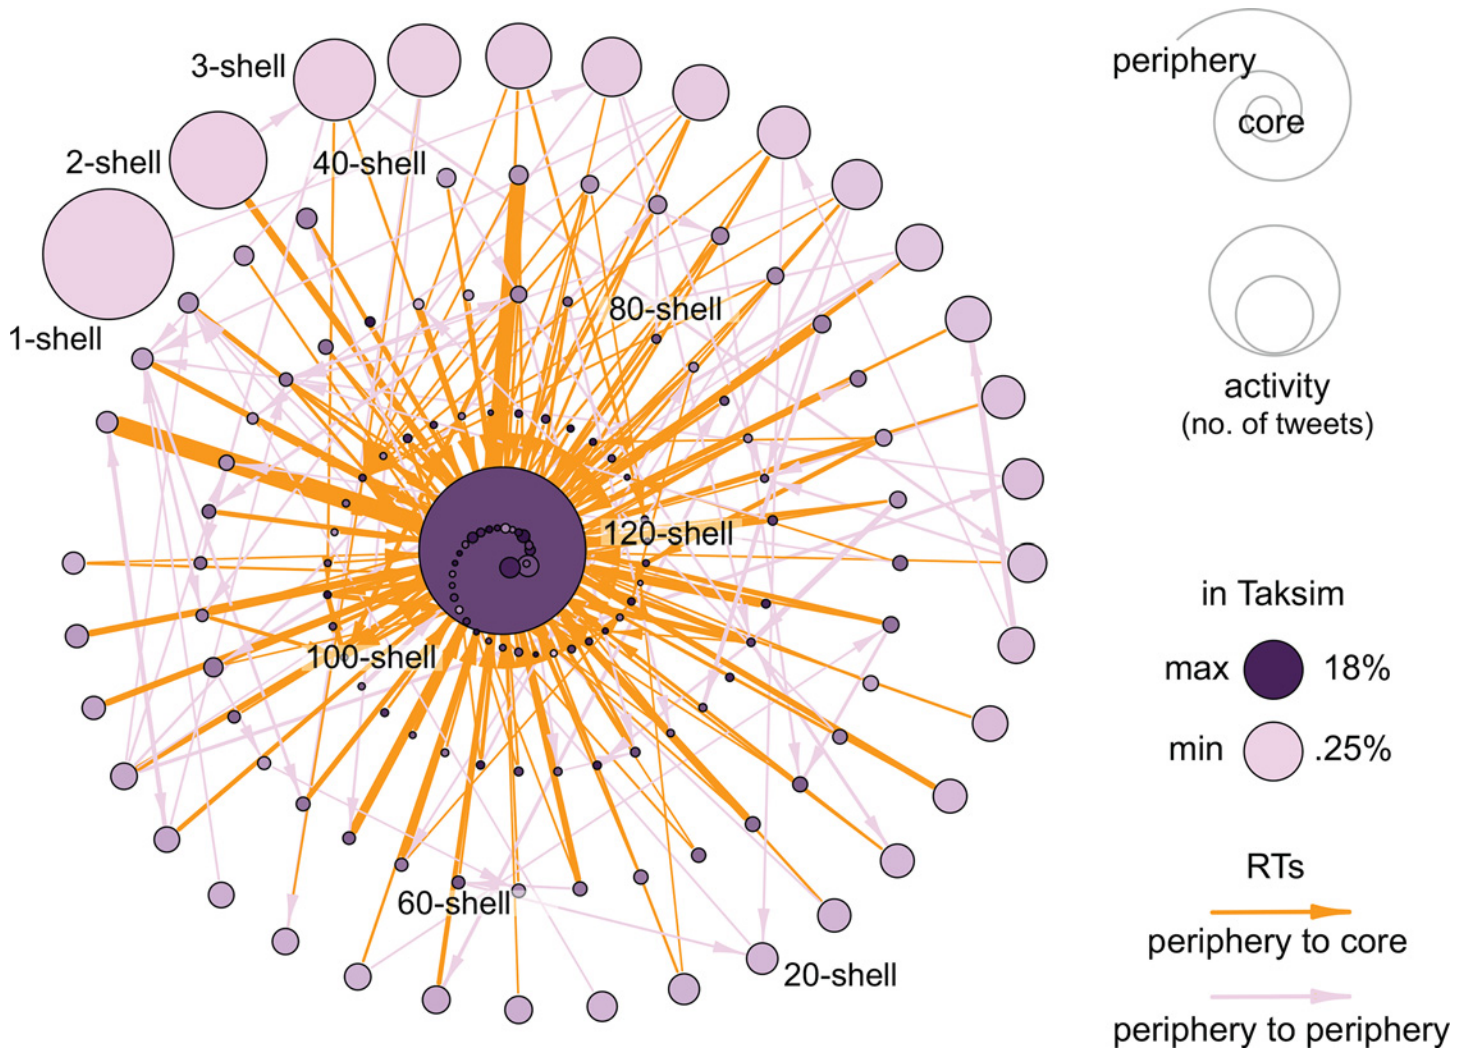 3-shell
2-shell
40-shell
1-shell
80-shell
120-shell
100-shell
60-shell
20-shell
periphery
core
activity
(no. of tweets)
in Taksim
max 18%
min .25%
RTs
periphery to core
periphery to periphery